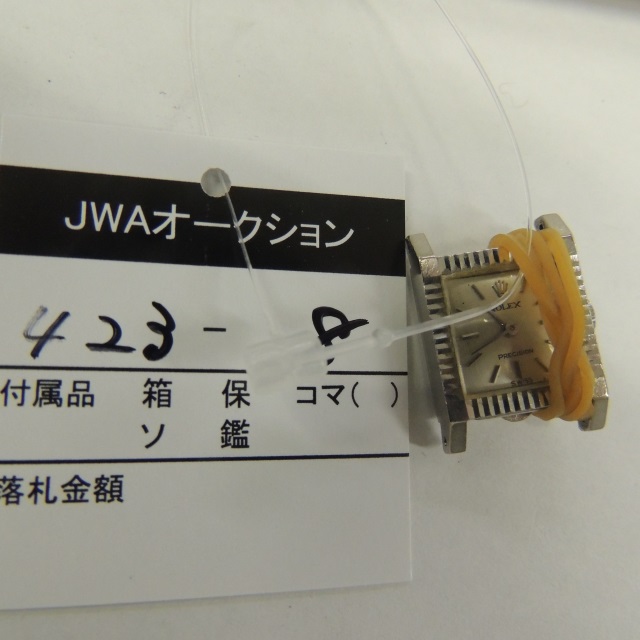 JWAオークション
423-8
付属品 箱 保 コマ( )
ソ 鑑
落札金額
ROLEX
PRECISION